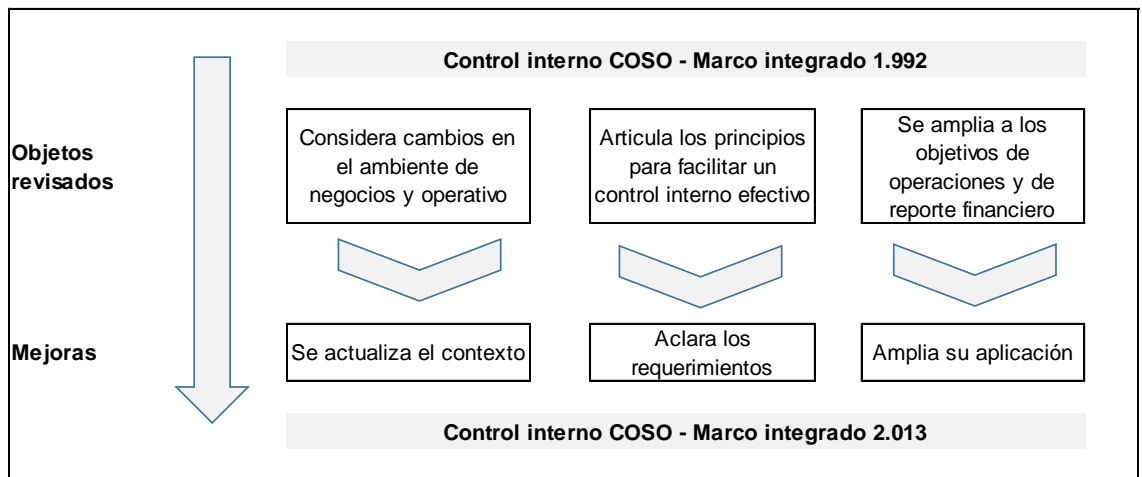 Control interno COSO - Marco integrado 1.992
Objetos
revisados
Considera cambios en
el ambiente de
negocios y operativo
Articula los principios
para facilitar un
control interno efectivo
Se amplia a los
objetivos de
operaciones y de
reporte financiero
Mejoras
Se actualiza el contexto
Aclara los
requerimientos
Amplia su aplicación
Control interno COSO - Marco integrado 2.013